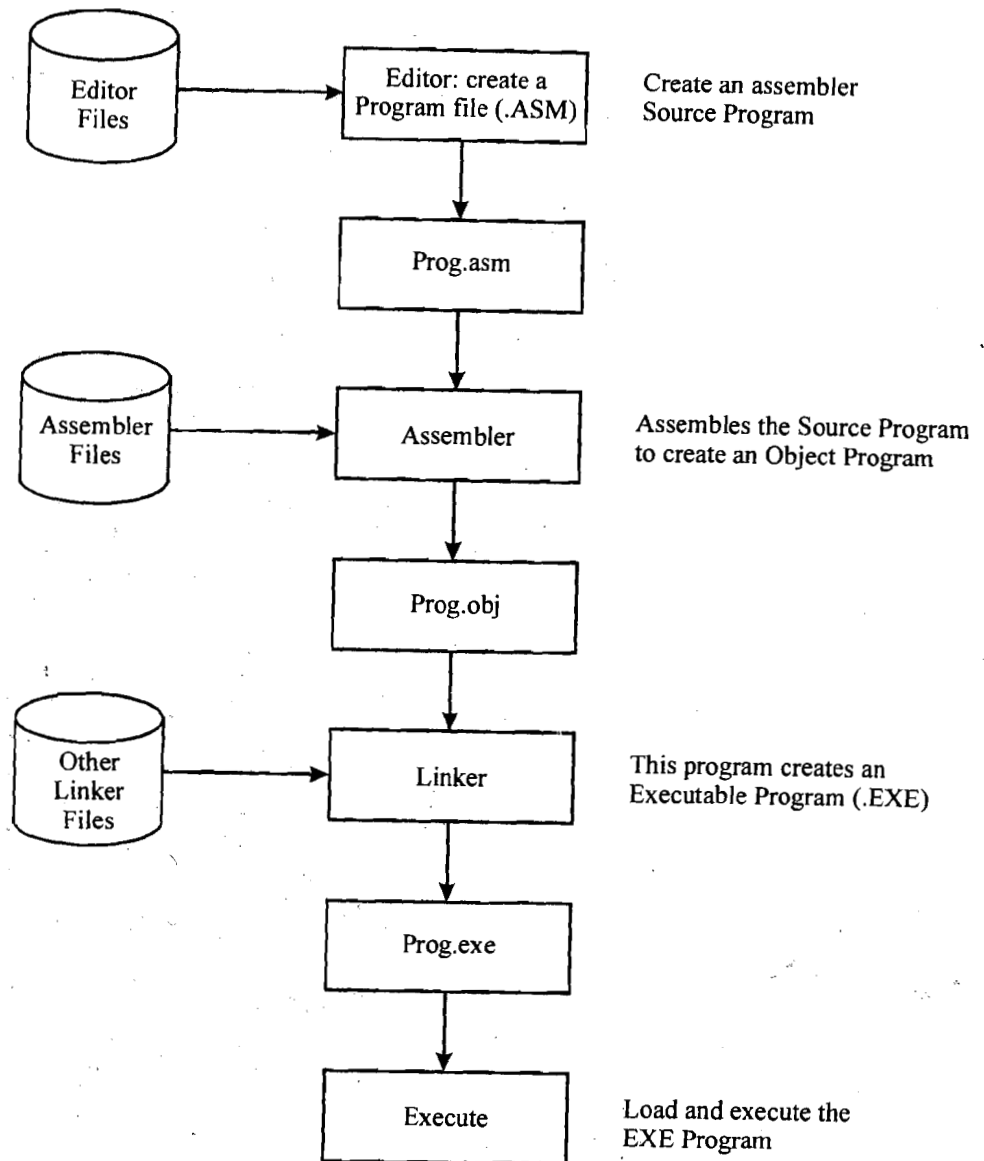 Editor
Files
Editor: create a
Program file (.ASM)
Create an assembler
Source Program
Prog.asm
Assembler
Files
Assembler
Assembles the Source Program
to create an Object Program
Prog.obj
Other
Linker
Files
Linker
This program creates an
Executable Program (.EXE)
Prog.exe
Execute
Load and execute the
EXE Program